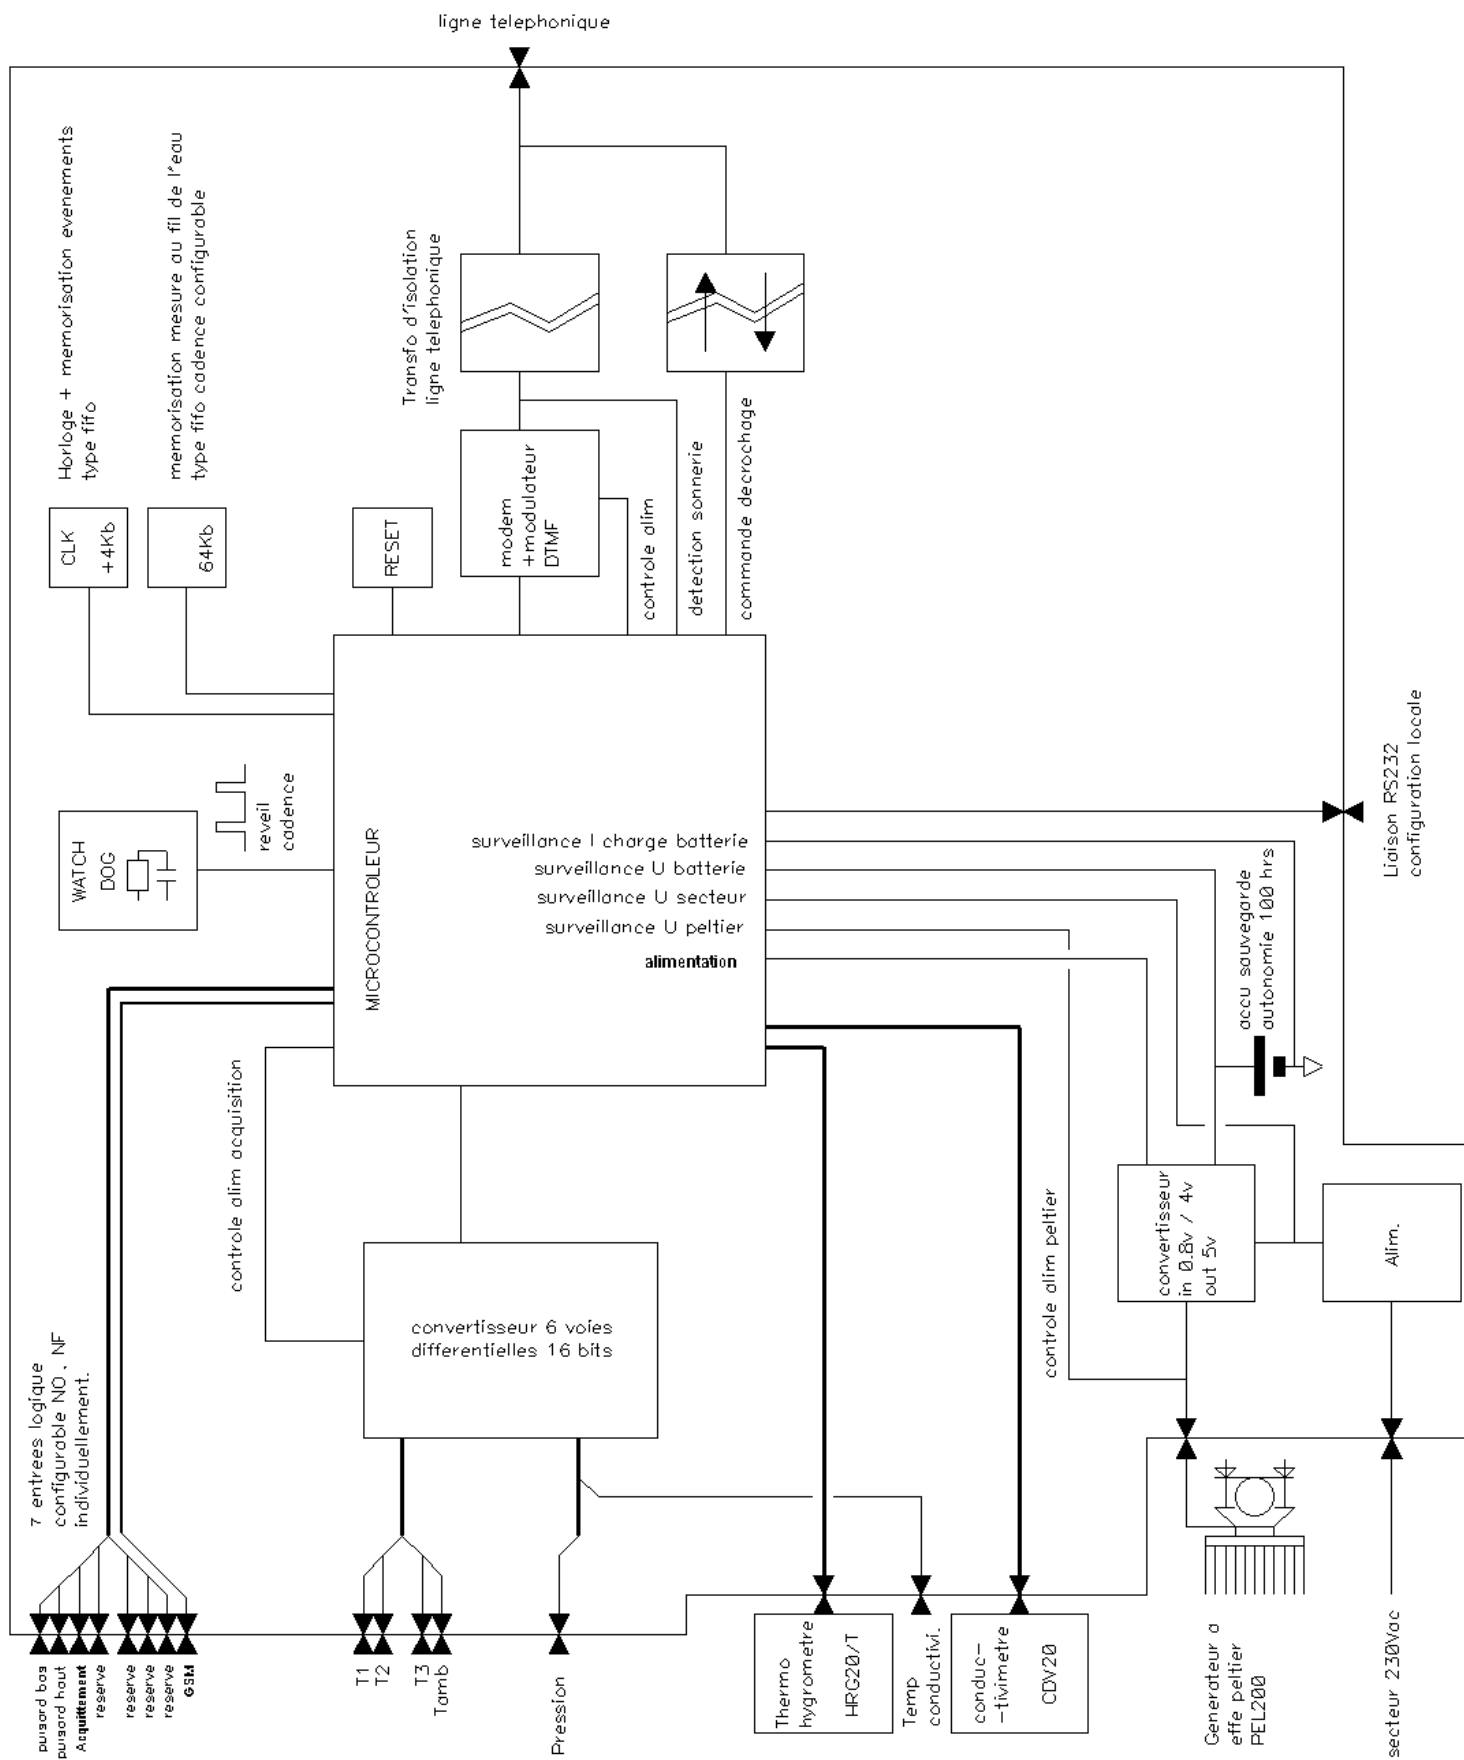 ligne telephonique
Horloge + memorisation evenements
type fifo
memorisation mesure au fil de l'eau
type fifo cadence configurable
Transfo d'isolation
ligne telephonique
CLK
+4Kb
64Kb
RESET
modem
+modulateur
DTMF
controle alim
detection sonnerie
commande decrochage
WATCH
DOG
reveil
cadence
MICROCONTROLEUR
surveillance I charge batterie
surveillance U batterie
surveillance U secteur
surveillance U peltier
alimentation
Liaison RS232
configuration locale
accu sauvegarde
autonomie 100 hrs
controle alim acquisition
convertisseur 6 voies
differentielles 16 bits
controle alim peltier
convertisseur
in 0.8v / 4v
out 5v
Alim.
7 entrees logique
configurable NO , NF
individuellement.
puisard bas
puisard haut
Acquittement
reserve
reserve
reserve
reserve
GSM
T1
T2
T3
Tamb
Pression
Thermo
hygrometre
HRG20/T
Temp
conductivi.
conduc-
-tivimetre
CDV20
Generateur a
effe peltier
PEL200
secteur 230Vac